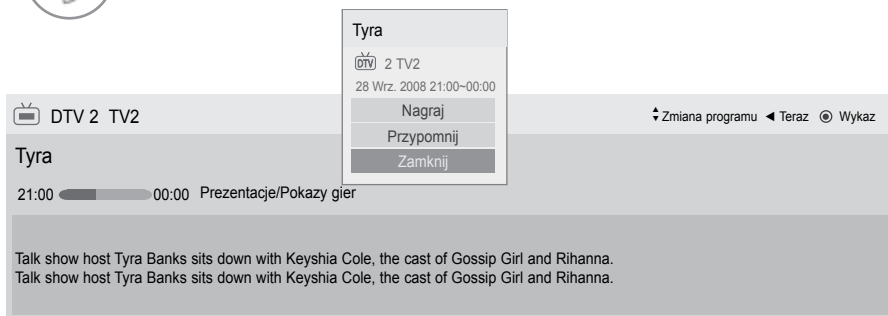 Tyra
DTV 2 TV2
28 Wrz. 2008 21:00~00:00
Nagraj
Przypomnij
Zamknij
DTV 2 TV2
Zmiana programu ◄ Teraz ◉ Wykaz
Tyra
21:00 00:00 Prezentacje/Pokazy gier
Talk show host Tyra Banks sits down with Keyshia Cole, the cast of Gossip Girl and Rihanna.
Talk show host Tyra Banks sits down with Keyshia Cole, the cast of Gossip Girl and Rihanna.